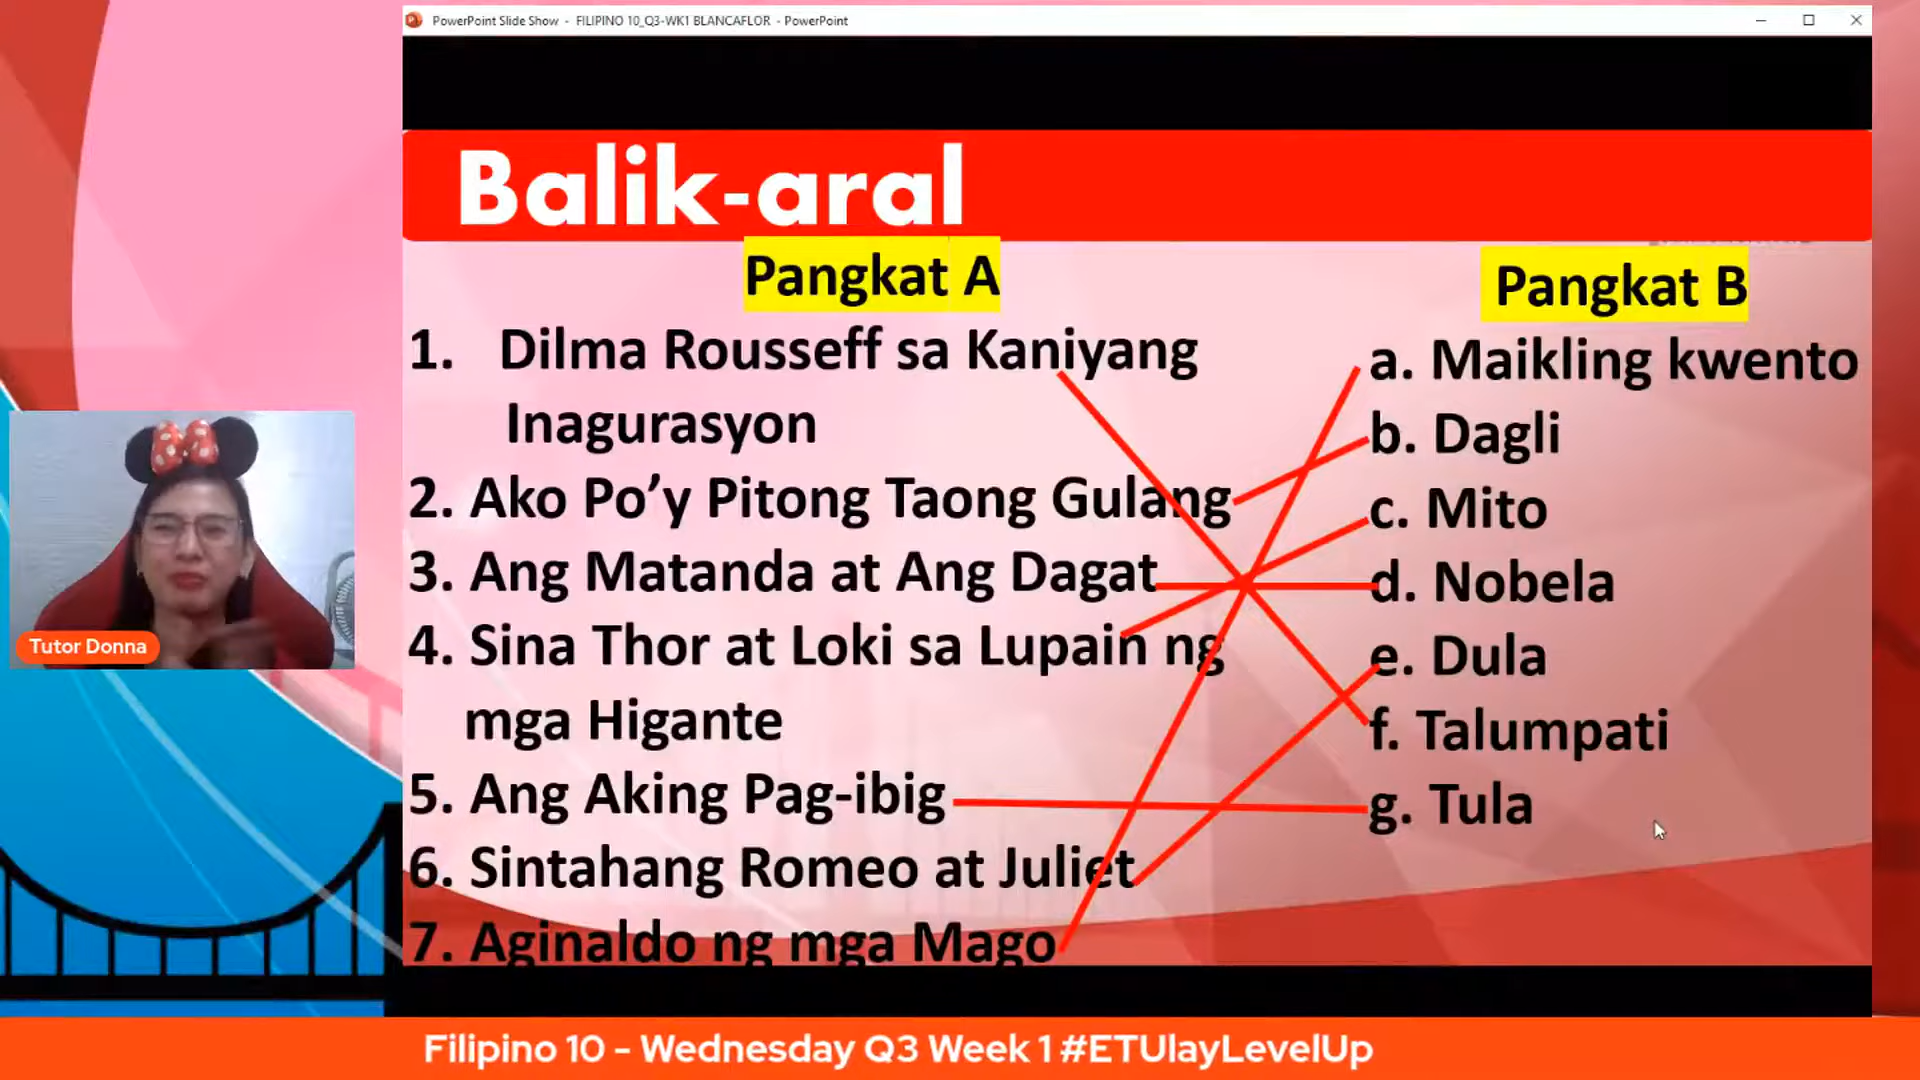 PowerPoint Slide Show - FILIPINO 10_Q3-WK1 BLANCAFLOR - PowerPoint
Balik-aral
Pangkat A
Pangkat B
1. Dilma Rousseff sa Kaniyang
Inagurasyon
2. Ako Po’y Pitong Taong Gulang
3. Ang Matanda at Ang Dagat
4. Sina Thor at Loki sa Lupain ng
mga Higante
5. Ang Aking Pag-ibig
6. Sintahang Romeo at Juliet
7. Aginaldo ng mga Mago
a. Maikling kwento
b. Dagli
c. Mito
d. Nobela
e. Dula
f. Talumpati
g. Tula
Tutor Donna
Filipino 10 - Wednesday Q3 Week 1 #ETUlayLevelUp